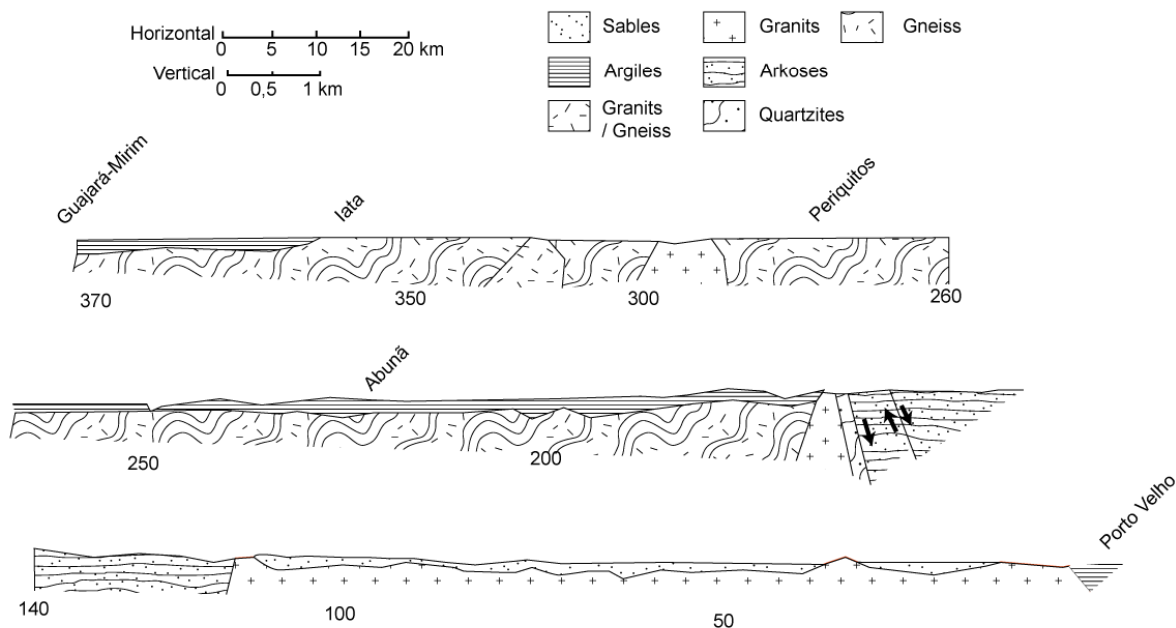 Horizontal
0 5 10 15 20 km
Vertical
0 0,5 1 km
Sables
Granits
Gneiss
Argiles
Arkoses
Granits
/ Gneiss
Quartzites
Guajará-Mirim
Iata
Periquitos
370 350 300 260
Abunã
250 200
Porto Velho
140 100 50